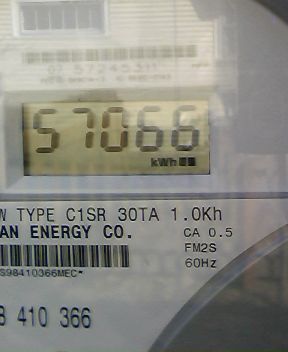 57066
kWh
W TYPE C1SR 30TA 1.0Kh
AN ENERGY CO. CA 0.5
FM2S
60Hz
S98410366MEC*
8 410 366